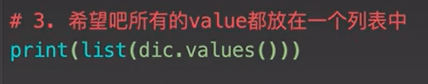 # 3. 希望吧所有的value都放在一个列表中
print(list(dic.values()))